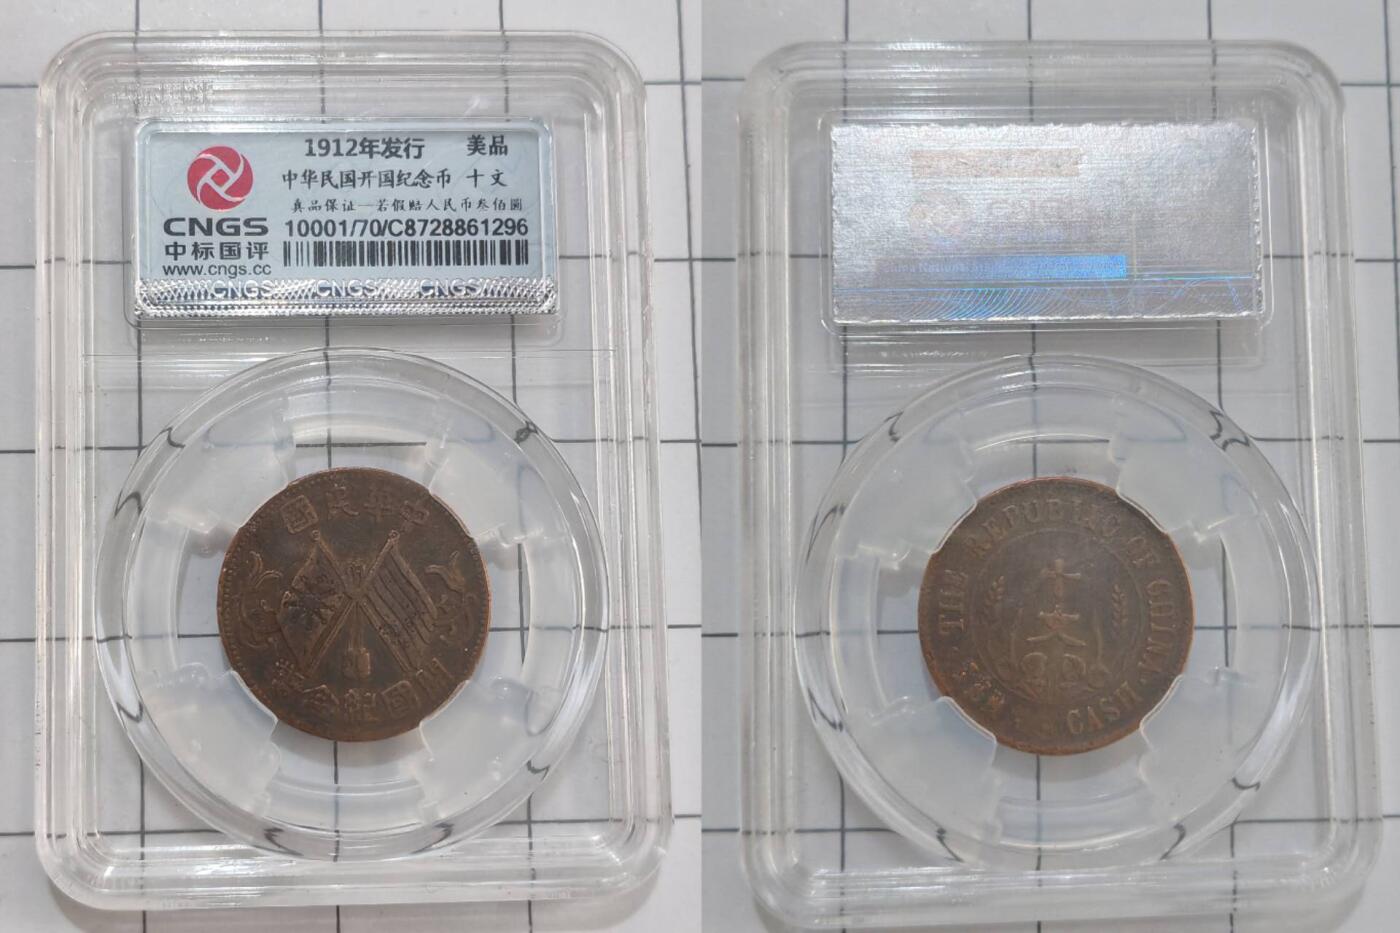 1912年发行 美品
中华民国开国纪念币 十文
真品保证—若假赔人民币叁佰圆
CNGS
10001/70/C8728861296
中标国评
www.cngs.cc
CNGS CNGS CNGS
中華民國
開國紀念幣
THE REPUBLIC OF CHINA
十文
CASH